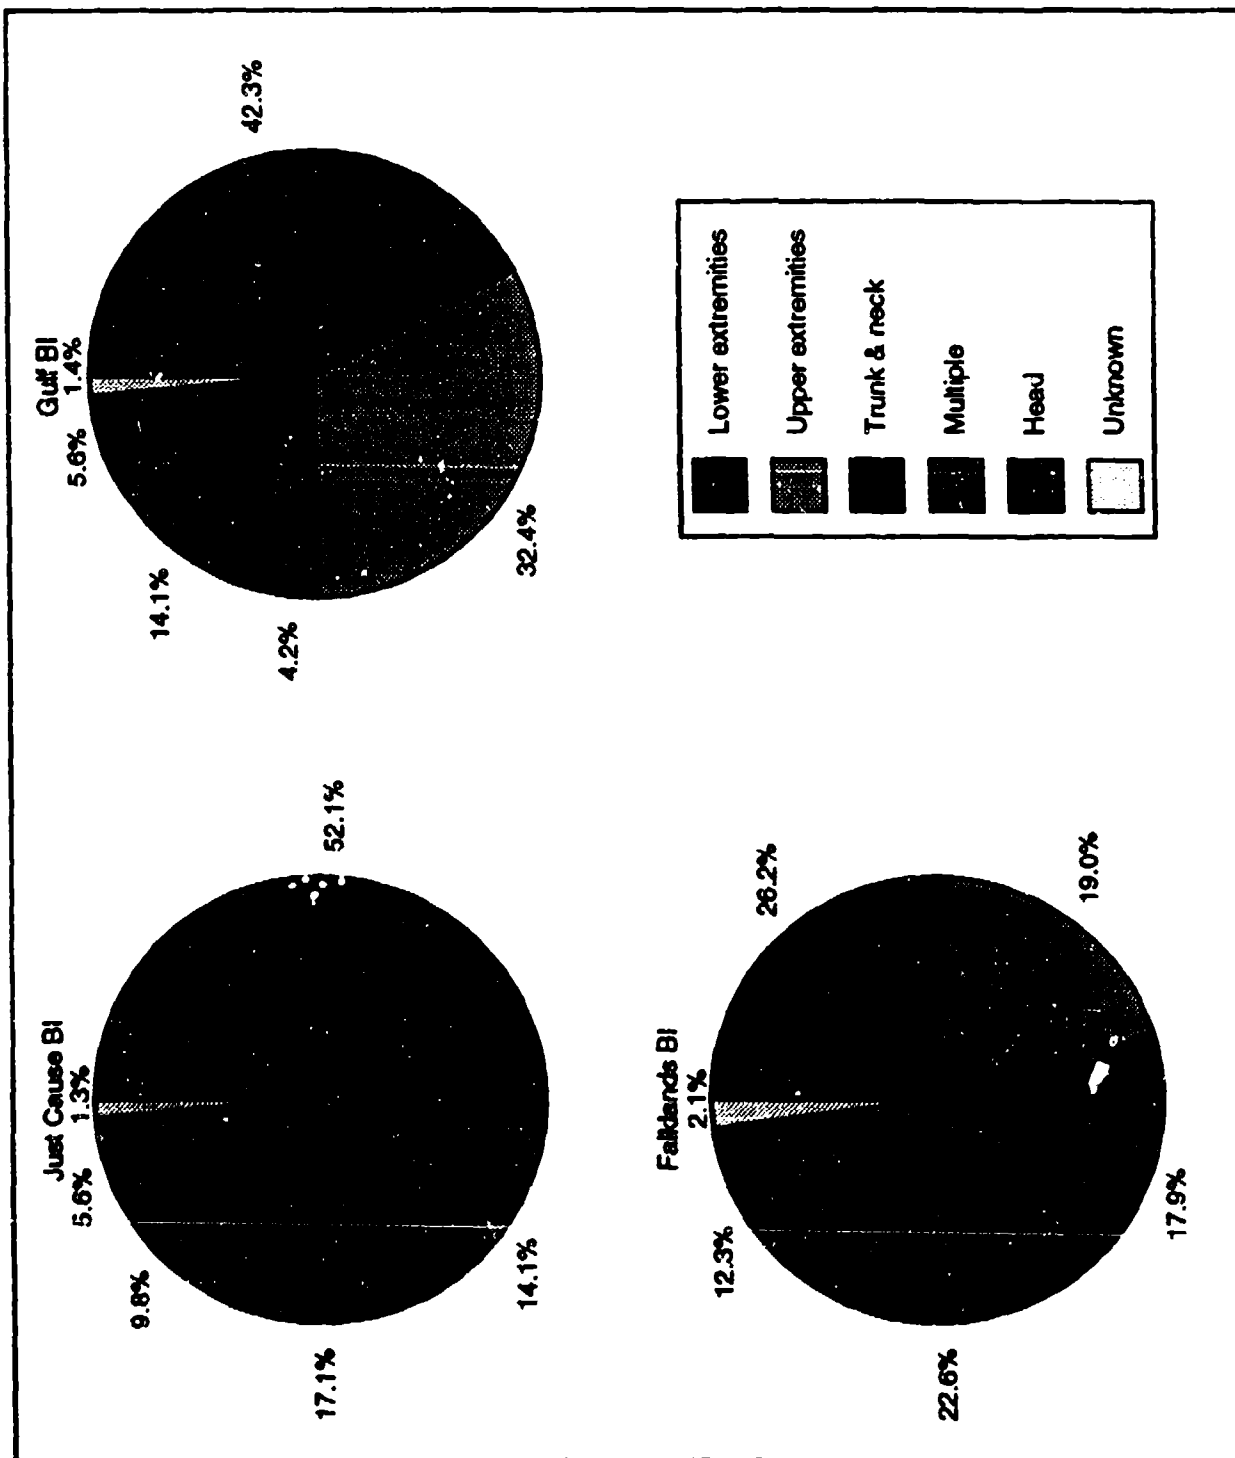 Just Cause BI
1.3%
5.6%
9.8%
52.1%
17.1%
14.1%
Gulf BI
1.4%
5.6%
14.1%
42.3%
4.2%
32.4%
Falklands BI
2.1%
12.3%
26.2%
22.6%
19.0%
17.9%
Lower extremities
Upper extremities
Trunk & neck
Multiple
Head
Unknown